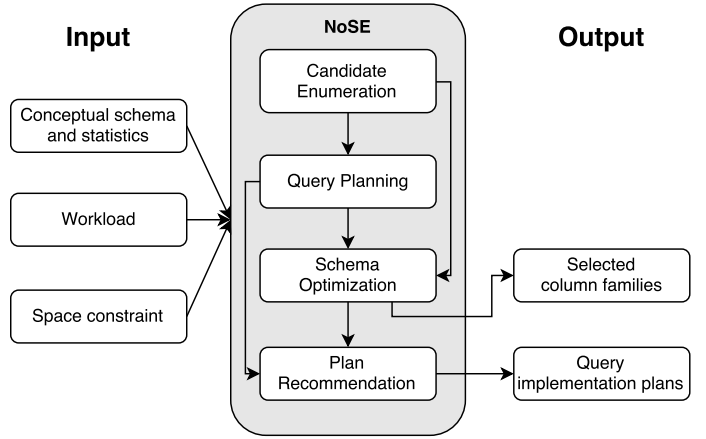 Input
NoSE
Output
Candidate
Enumeration
Conceptual schema
and statistics
Query Planning
Workload
Schema
Optimization
Selected
column families
Space constraint
Plan
Recommendation
Query
implementation plans